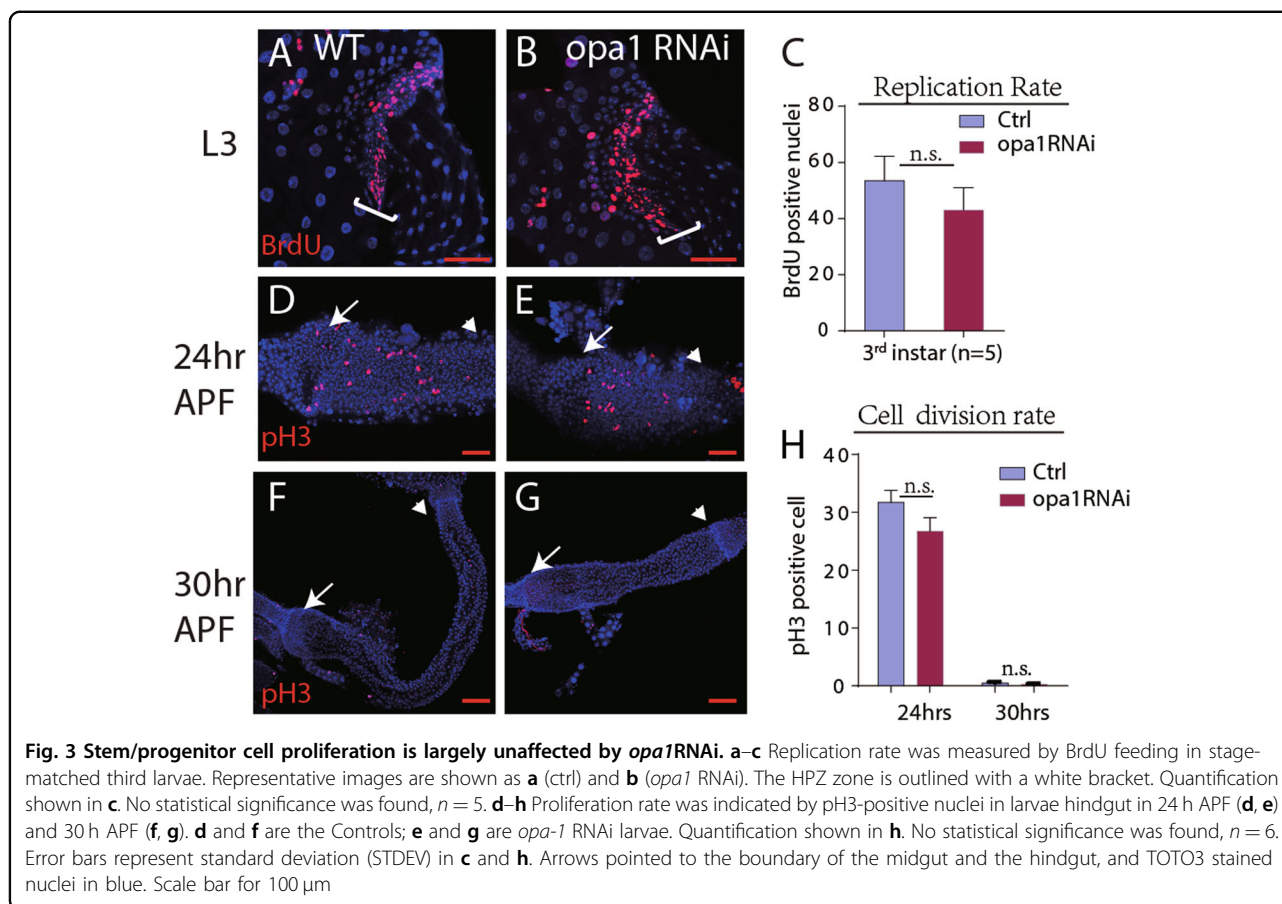 A WT
B opa1 RNAi
L3
BrdU
C
Replication Rate
Ctrl
opa1RNAi
n.s.
BrdU positive nuclei
80
60
40
20
0
3rd instar (n=5)
D
E
24hr
APF
pH3
F
G
30hr
APF
pH3
Cell division rate
H
Ctrl
opa1RNAi
n.s.
n.s.
pH3 positive cell
40
30
20
10
0
24hrs
30hrs
Fig. 3 Stem/progenitor cell proliferation is largely unaffected by opa1RNAi. a–c Replication rate was measured by BrdU feeding in stage-
matched third larvae. Representative images are shown as a (ctrl) and b (opa1 RNAi). The HPZ zone is outlined with a white bracket. Quantification
shown in c. No statistical significance was found, n = 5. d–h Proliferation rate was indicated by pH3-positive nuclei in larvae hindgut in 24 h APF (d, e)
and 30 h APF (f, g). d and f are the Controls; e and g are opa-1 RNAi larvae. Quantification shown in h. No statistical significance was found, n = 6.
Error bars represent standard deviation (STDEV) in c and h. Arrows pointed to the boundary of the midgut and the hindgut, and TOTO3 stained
nuclei in blue. Scale bar for 100 μm